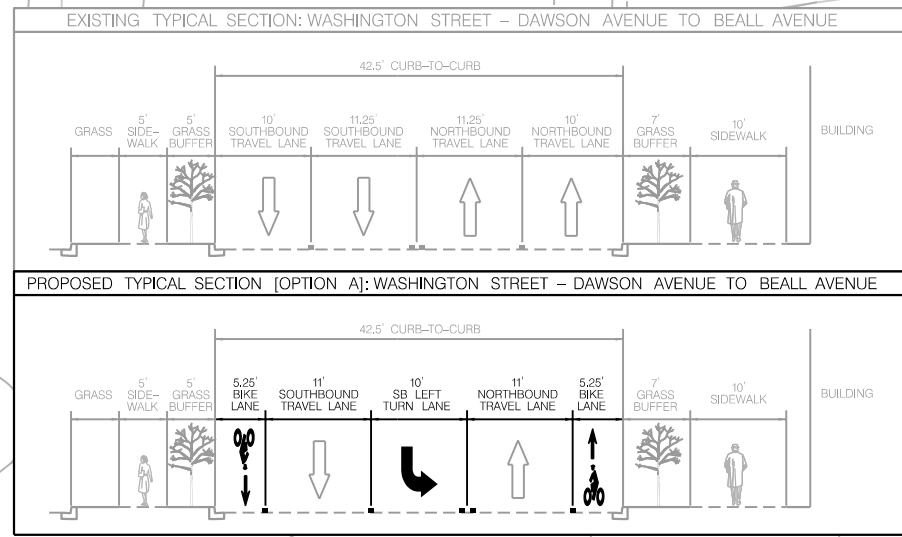 EXISTING TYPICAL SECTION: WASHINGTON STREET – DAWSON AVENUE TO BEALL AVENUE
42.5' CURB-TO-CURB
GRASS
5'
SIDE-
WALK
5'
GRASS
BUFFER
10'
SOUTHBOUND
TRAVEL LANE
11.25
SOUTHBOUND
TRAVEL LANE
11.25
NORTHBOUND
TRAVEL LANE
10'
NORTHBOUND
TRAVEL LANE
7'
GRASS
BUFFER
10'
SIDEWALK
BUILDING
PROPOSED TYPICAL SECTION [OPTION A]: WASHINGTON STREET – DAWSON AVENUE TO BEALL AVENUE
42.5' CURB-TO-CURB
GRASS
5'
SIDE-
WALK
5'
GRASS
BUFFER
5.25'
BIKE
LANE
11'
SOUTHBOUND
TRAVEL LANE
10'
SB LEFT
TURN LANE
11'
NORTHBOUND
TRAVEL LANE
5.25'
BIKE
LANE
7'
GRASS
BUFFER
10'
SIDEWALK
BUILDING